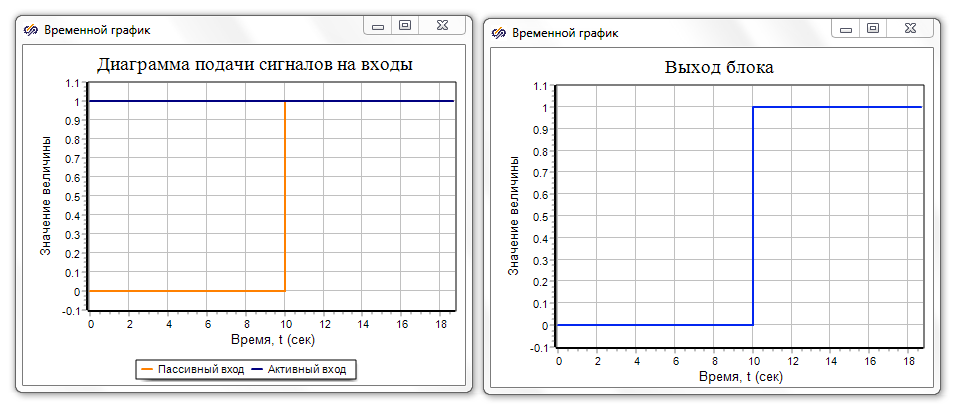 Временной график
Диаграмма подачи сигналов на входы
1.1
1
0.9
0.8
0.7
0.6
0.5
0.4
0.3
0.2
0.1
0
-0.1
Значение величины
0 2 4 6 8 10 12 14 16 18
Время, t (сек)
Пассивный вход Активный вход
Временной график
Выход блока
1.1
1
0.9
0.8
0.7
0.6
0.5
0.4
0.3
0.2
0.1
0
-0.1
Значение величины
0 2 4 6 8 10 12 14 16 18
Время, t (сек)